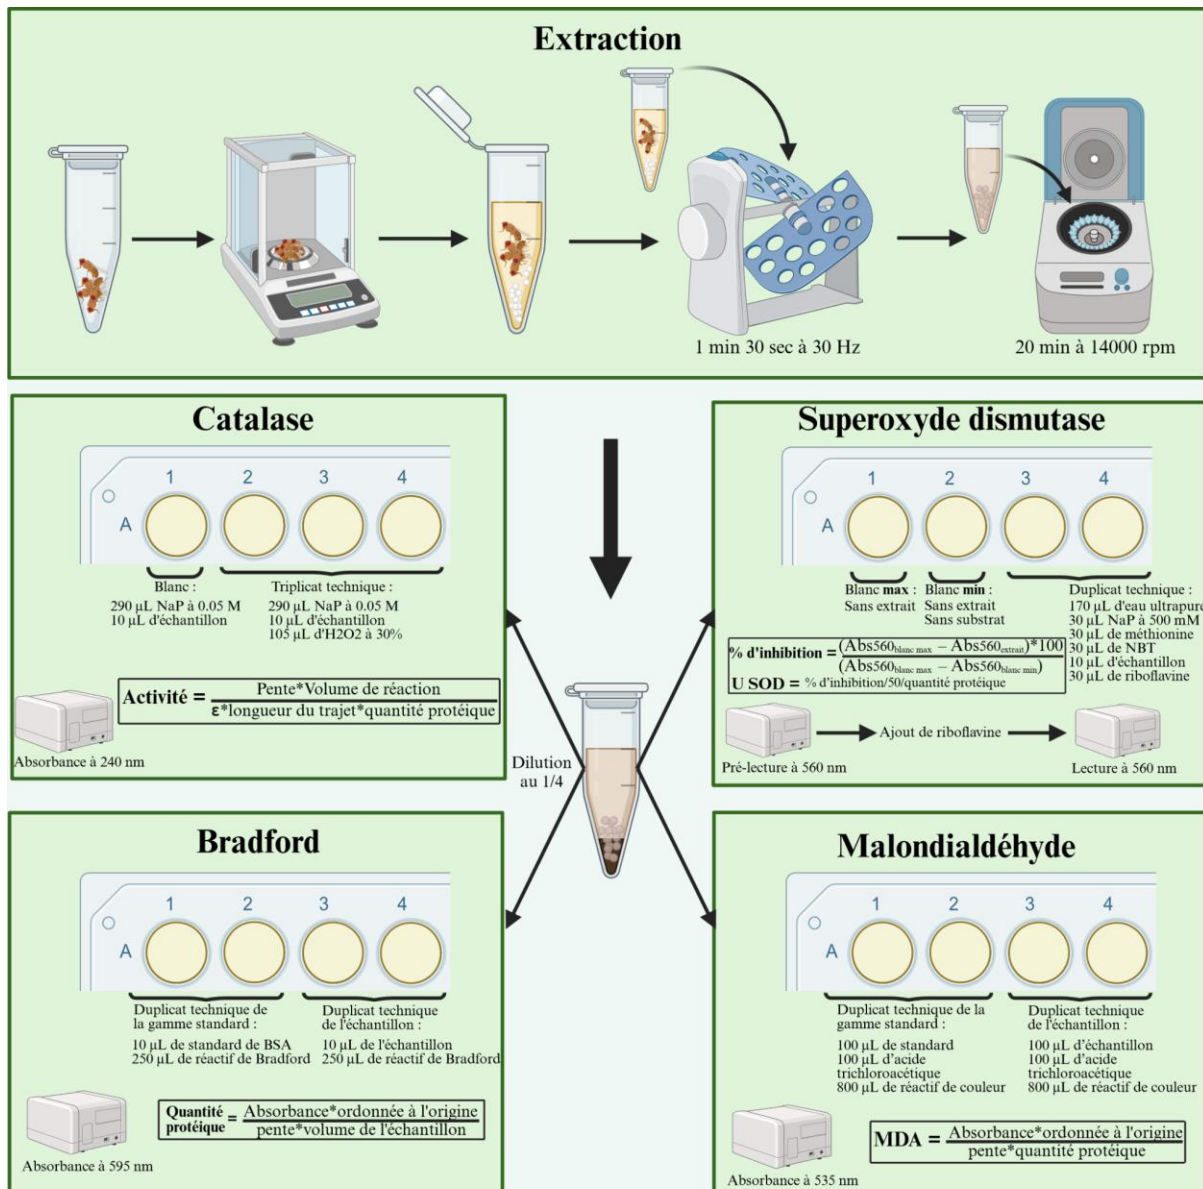 Extraction
1 min 30 sec à 30 Hz
20 min à 14000 rpm
Catalase
1 2 3 4
A
Blanc :
290 µL NaP à 0.05 M
10 µL d'échantillon
Triplicat technique :
290 µL NaP à 0.05 M
10 µL d'échantillon
105 µL d'H2O2 à 30%
Activité = Pente*Volume de réaction
ε*longueur du trajet*quantité protéique
Absorbance à 240 nm
Superoxyde dismutase
1 2 3 4
A
Blanc max :
Sans extrait
Blanc min :
Sans extrait
Sans substrat
Duplicat technique :
170 µL d'eau ultrapure
30 µL NaP à 500 mM
30 µL de méthionine
30 µL de NBT
10 µL d'échantillon
30 µL de riboflavine
% d'inhibition = (Abs560blanc max – Abs560extrait)*100
(Abs560blanc max – Abs560blanc min)
U SOD = % d'inhibition/50/quantité protéique
Pré-lecture à 560 nm
Ajout de riboflavine
Lecture à 560 nm
Dilution
au 1/4
Bradford
1 2 3 4
A
Duplicat technique de
la gamme standard :
10 µL de standard de BSA
250 µL de réactif de Bradford
Duplicat technique
de l'échantillon :
10 µL de l'échantillon
250 µL de réactif de Bradford
Quantité
protéique = Absorbance*ordonnée à l'origine
pente*volume de l'échantillon
Absorbance à 595 nm
Malondialdéhyde
1 2 3 4
A
Duplicat technique de la
gamme standard :
100 µL de standard
100 µL d'acide
trichloroacétique
800 µL de réactif de couleur
Duplicat technique
de l'échantillon :
100 µL d'échantillon
100 µL d'acide
trichloroacétique
800 µL de réactif de couleur
MDA = Absorbance*ordonnée à l'origine
pente*quantité protéique
Absorbance à 535 nm